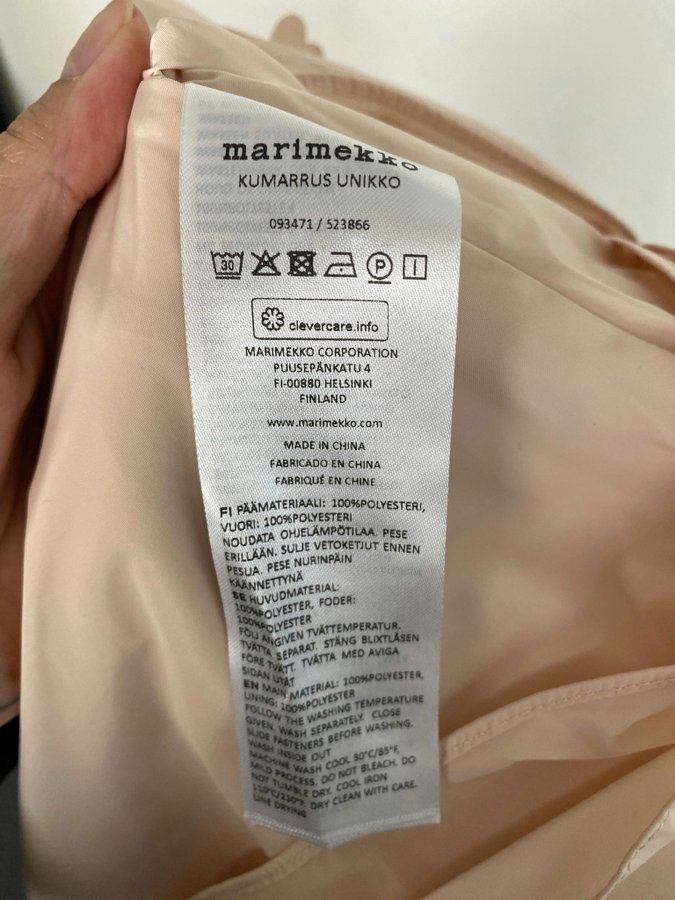 marimekko
KUMARRUS UNIKKO
093471 / 523866
30 P
clevercare.info
MARIMEKKO CORPORATION
PUUSEPÄNKATU 4
FI-00880 HELSINKI
FINLAND
www.marimekko.com
MADE IN CHINA
FABRICADO EN CHINA
FABRIQUÉ EN CHINE
FI PÄÄMATERIAALI: 100%POLYESTERI,
VUORI: 100%POLYESTERI
NOUDATA OHJELÄMPÖTILAA. PESE
ERILLÄÄN. SULJE VETOKETJUT ENNEN
PESUA. PESE NURINPÄIN
KÄÄNNETTYNÄ
SE HUVUDMATERIAL:
100%POLYESTER, FODER:
100%POLYESTER
FÖLJ ANGIVEN TVÄTTEMPERATUR.
TVÄTTA SEPARAT. STÄNG BLIXTLÅSEN
FÖRE TVÄTT. TVÄTTA MED AVIGA
SIDAN UTÅT
EN MAIN MATERIAL: 100%POLYESTER,
LINING: 100%POLYESTER
FOLLOW THE WASHING TEMPERATURE
GIVEN. WASH SEPARATELY. CLOSE
SLIDE FASTENERS BEFORE WASHING.
WASH INSIDE OUT
MACHINE WASH COOL 30°C/85°F,
MILD PROCESS. DO NOT BLEACH. DO
NOT TUMBLE DRY. COOL IRON
110°C/230°F. DRY CLEAN WITH CARE.
LINE DRYING